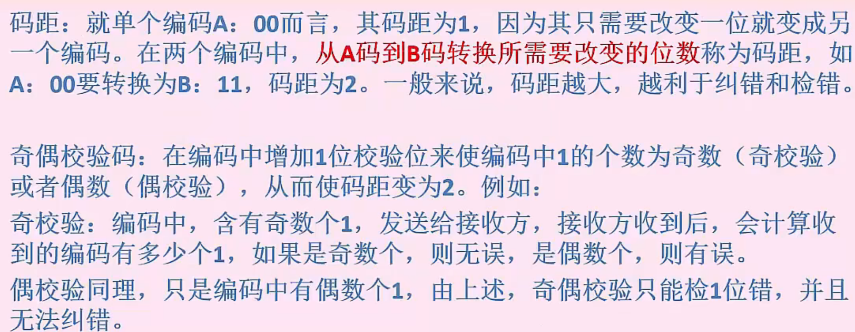 码距：就单个编码A：00而言，其码距为1，因为其只需要改变一位就变成另
一个编码。在两个编码中，从A码到B码转换所需要改变的位数称为码距，如
A：00要转换为B：11，码距为2。一般来说，码距越大，越利于纠错和检错。
奇偶校验码：在编码中增加1位校验位来使编码中1的个数为奇数（奇校验）
或者偶数（偶校验），从而使码距变为2。例如：
奇校验：编码中，含有奇数个1，发送给接收方，接收方收到后，会计算收
到的编码有多少个1，如果是奇数个，则无误，是偶数个，则有误。
偶校验同理，只是编码中有偶数个1，由上述，奇偶校验只能检1位错，并且
无法纠错。